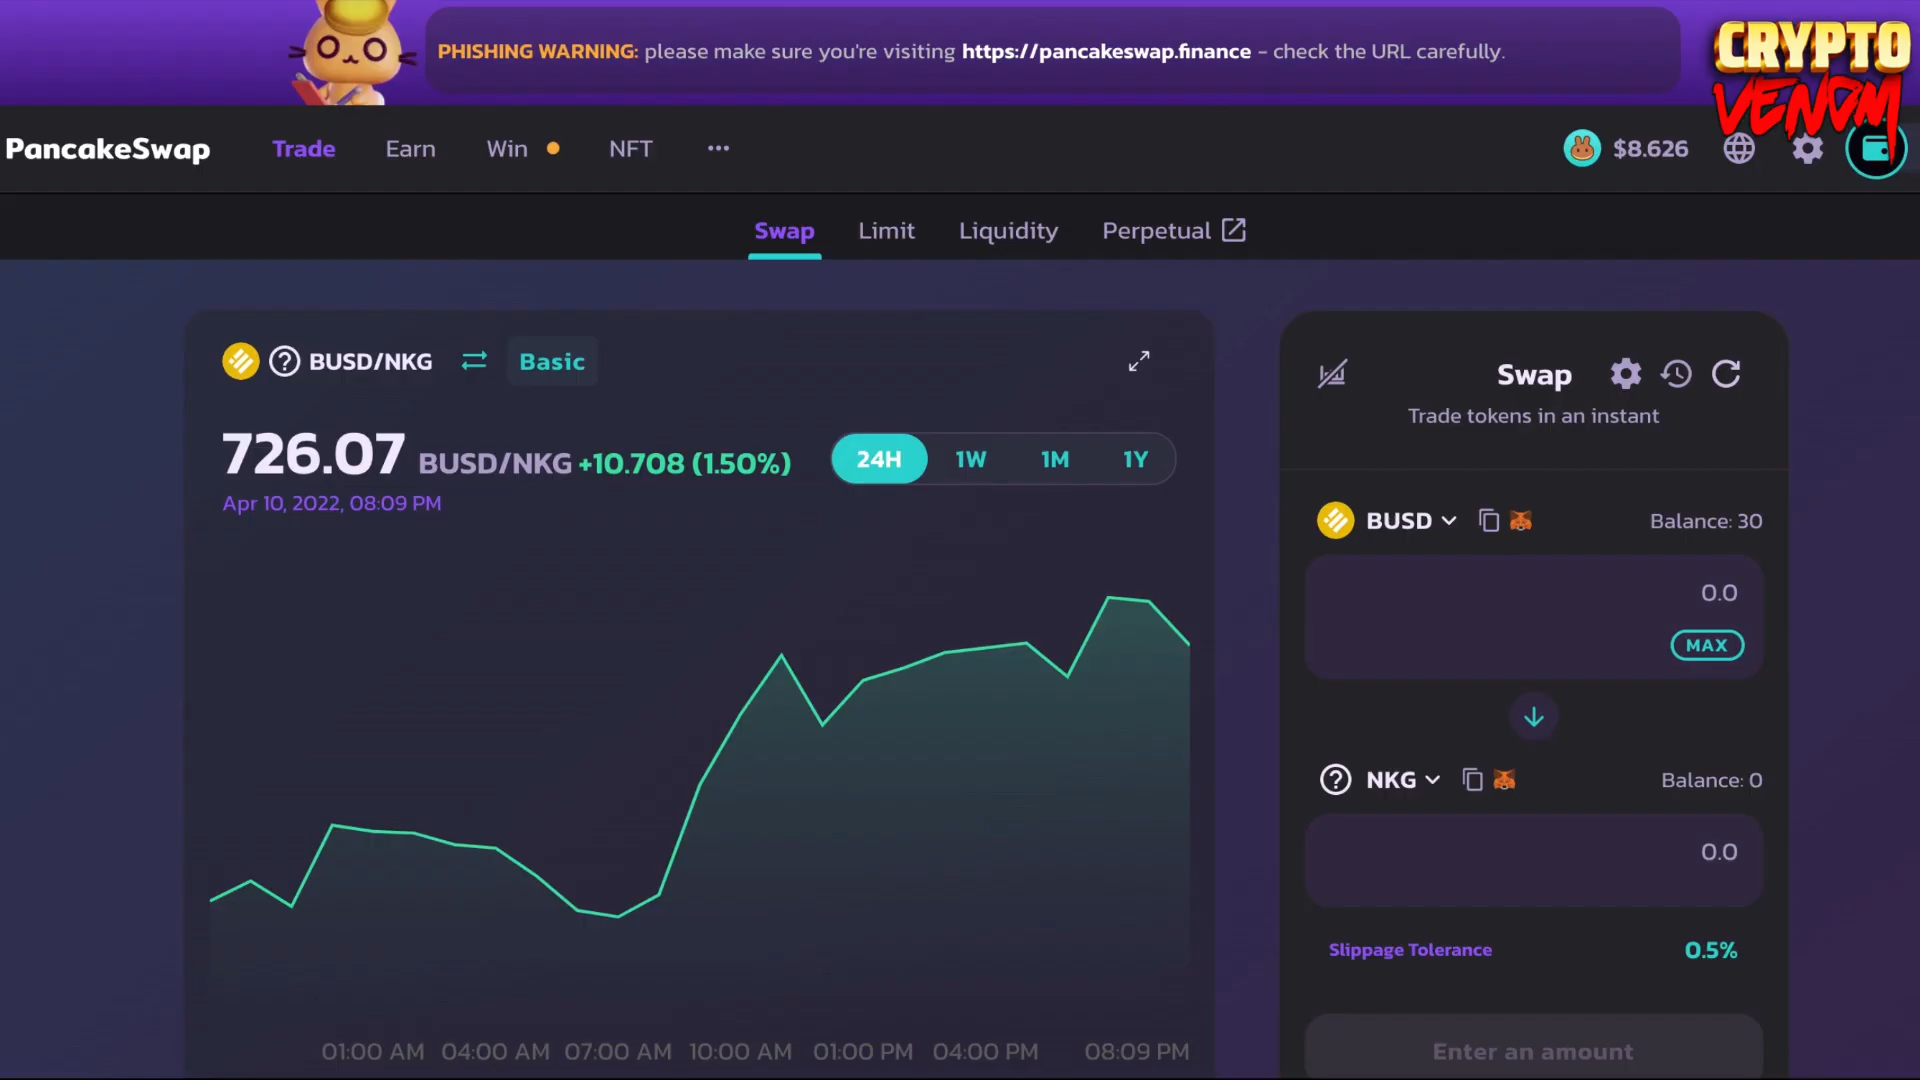 PHISHING WARNING: please make sure you're visiting https://pancakeswap.finance - check the URL carefully.
CRYPTO
VENOM
PancakeSwap Trade Earn Win NFT ••• $8.626
Swap Limit Liquidity Perpetual
BUSD/NKG Basic
726.07 BUSD/NKG +10.708 (1.50%)
24H 1W 1M 1Y
Apr 10, 2022, 08:09 PM
01:00 AM 04:00 AM 07:00 AM 10:00 AM 01:00 PM 04:00 PM 08:09 PM
Swap
Trade tokens in an instant
BUSD Balance: 30
0.0
MAX
NKG Balance: 0
0.0
Slippage Tolerance 0.5%
Enter an amount